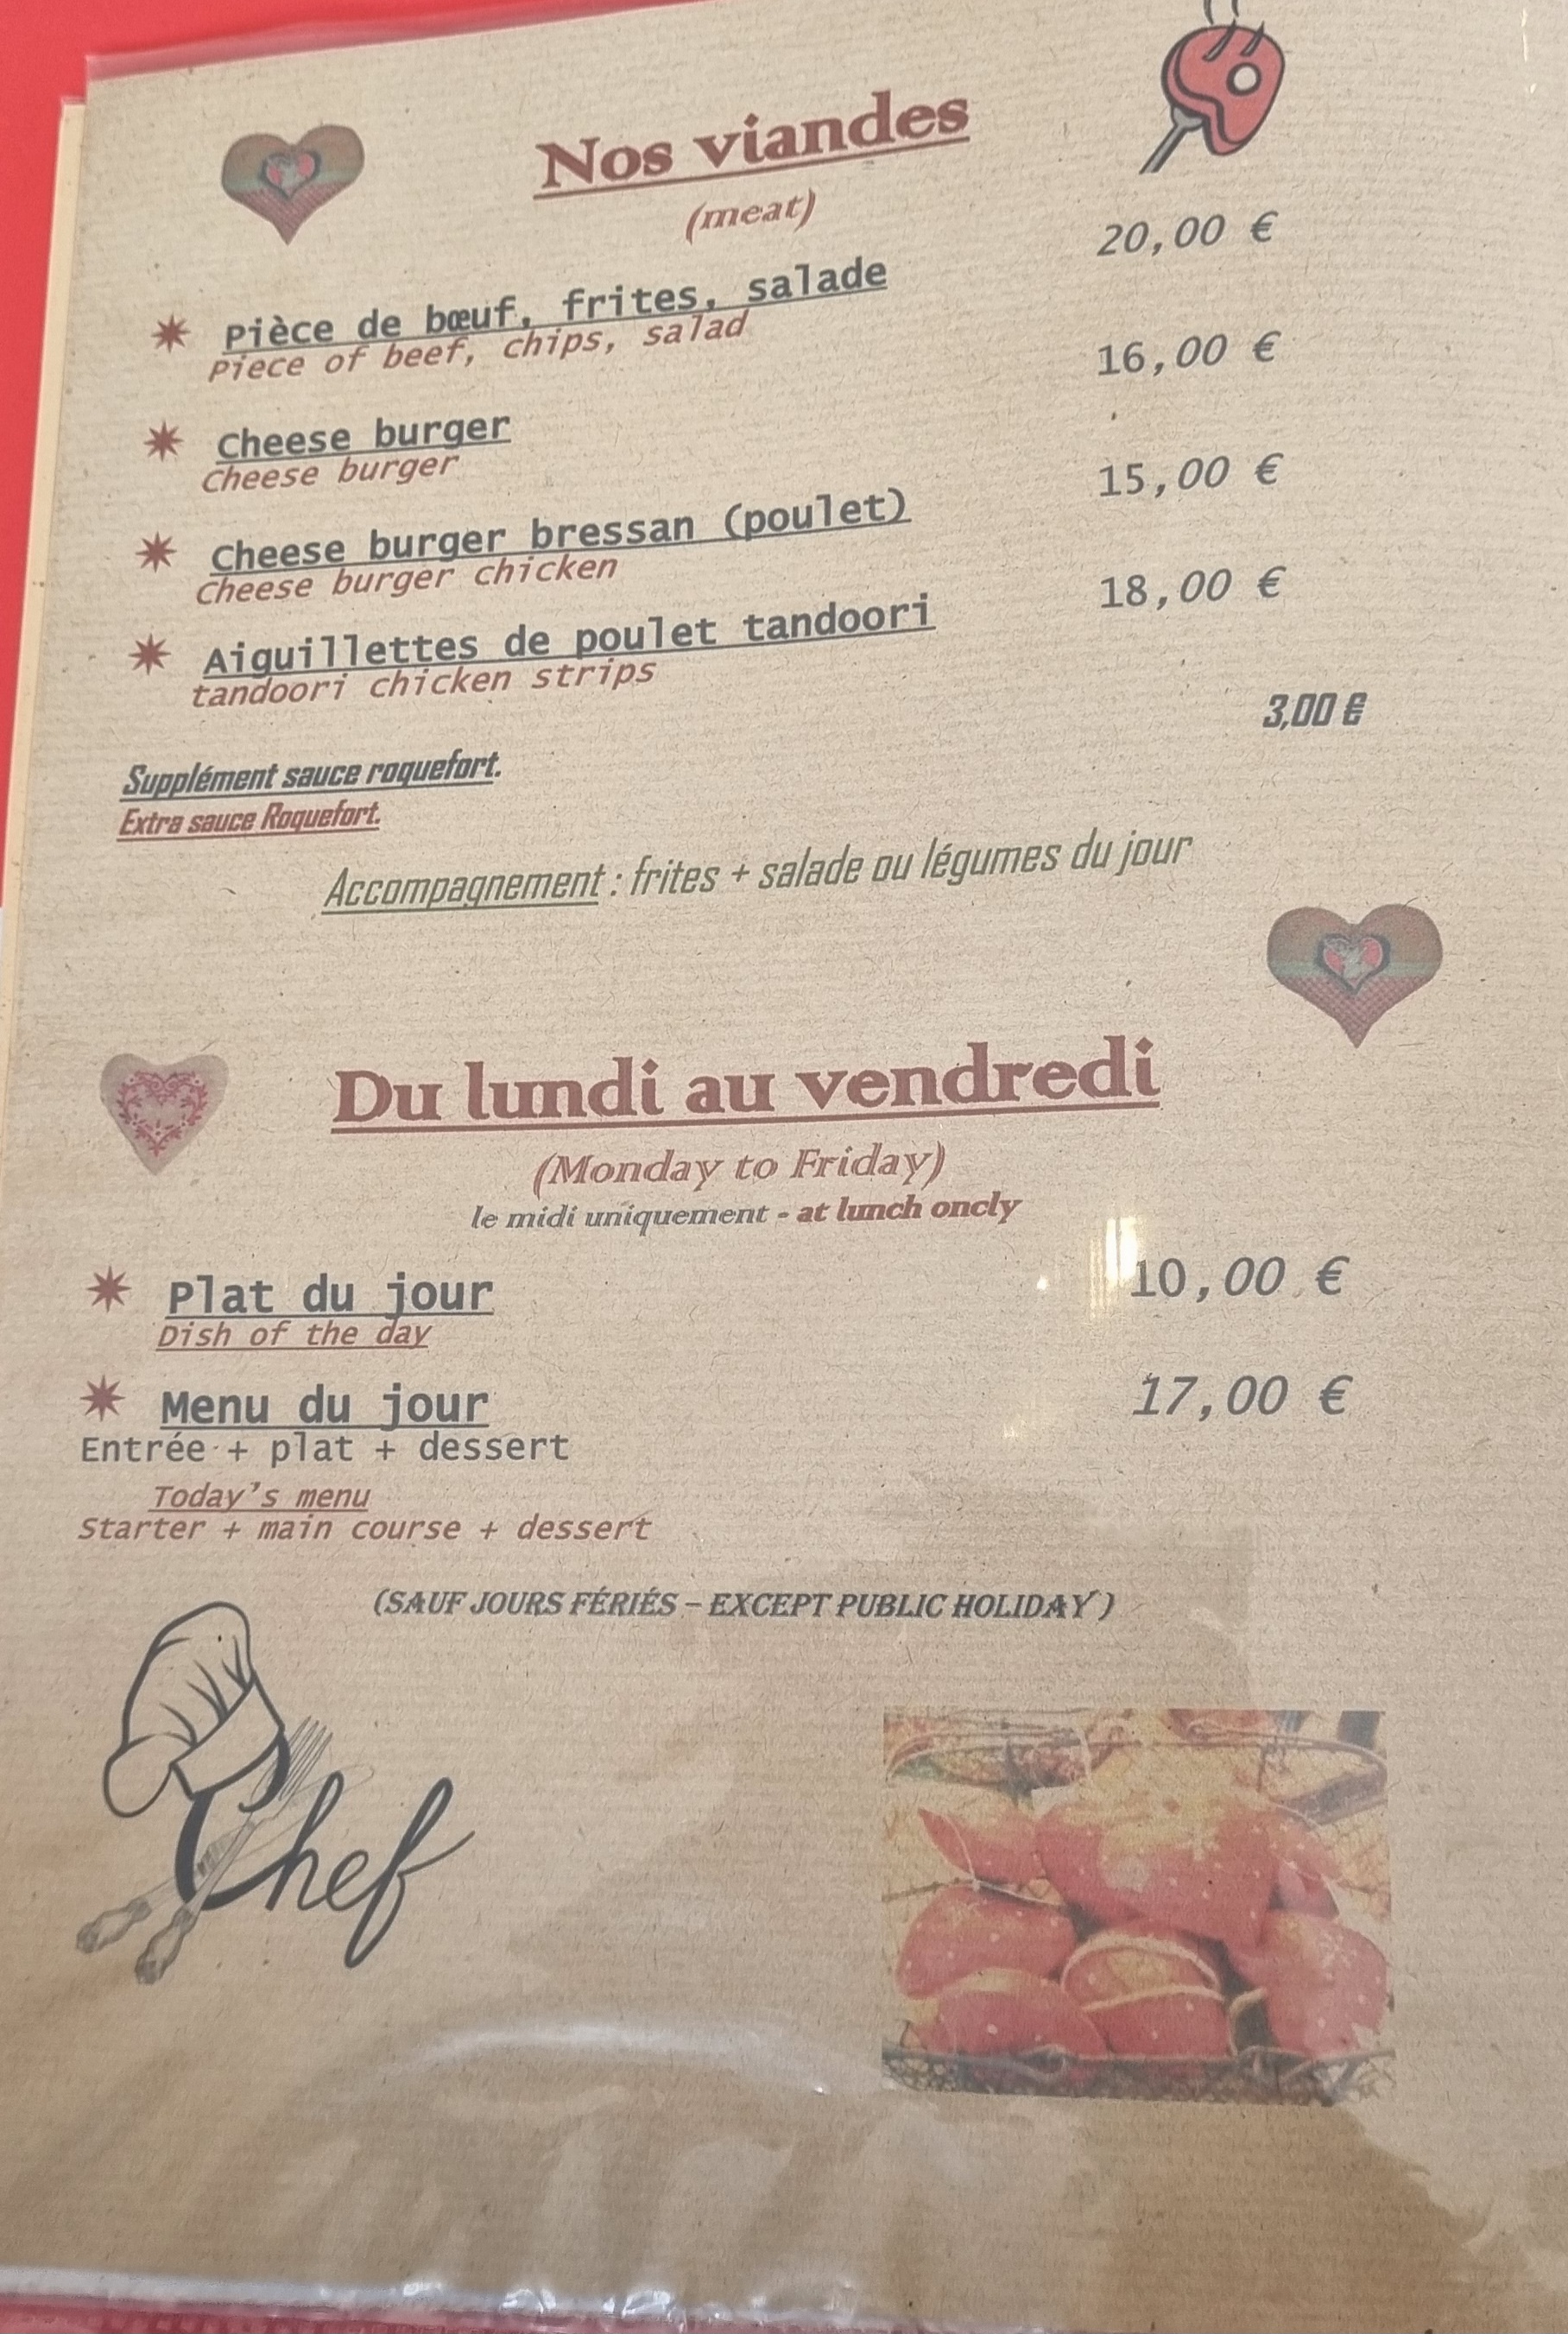 Nos viandes
(meat)
Pièce de bœuf, frites, salade 20,00 €
Piece of beef, chips, salad
Cheese burger 16,00 €
Cheese burger
Cheese burger bressan (poulet) 15,00 €
Cheese burger chicken
Aiguillettes de poulet tandoori 18,00 €
tandoori chicken strips
Supplément sauce roquefort. 3,00 €
Extra sauce Roquefort.
Accompagnement : frites + salade ou légumes du jour
Du lundi au vendredi
(Monday to Friday)
le midi uniquement - at lunch oncly
Plat du jour 10,00 €
Dish of the day
Menu du jour 17,00 €
Entrée + plat + dessert
Today's menu
Starter + main course + dessert
(SAUF JOURS FÉRIÉS – EXCEPT PUBLIC HOLIDAY )
Chef